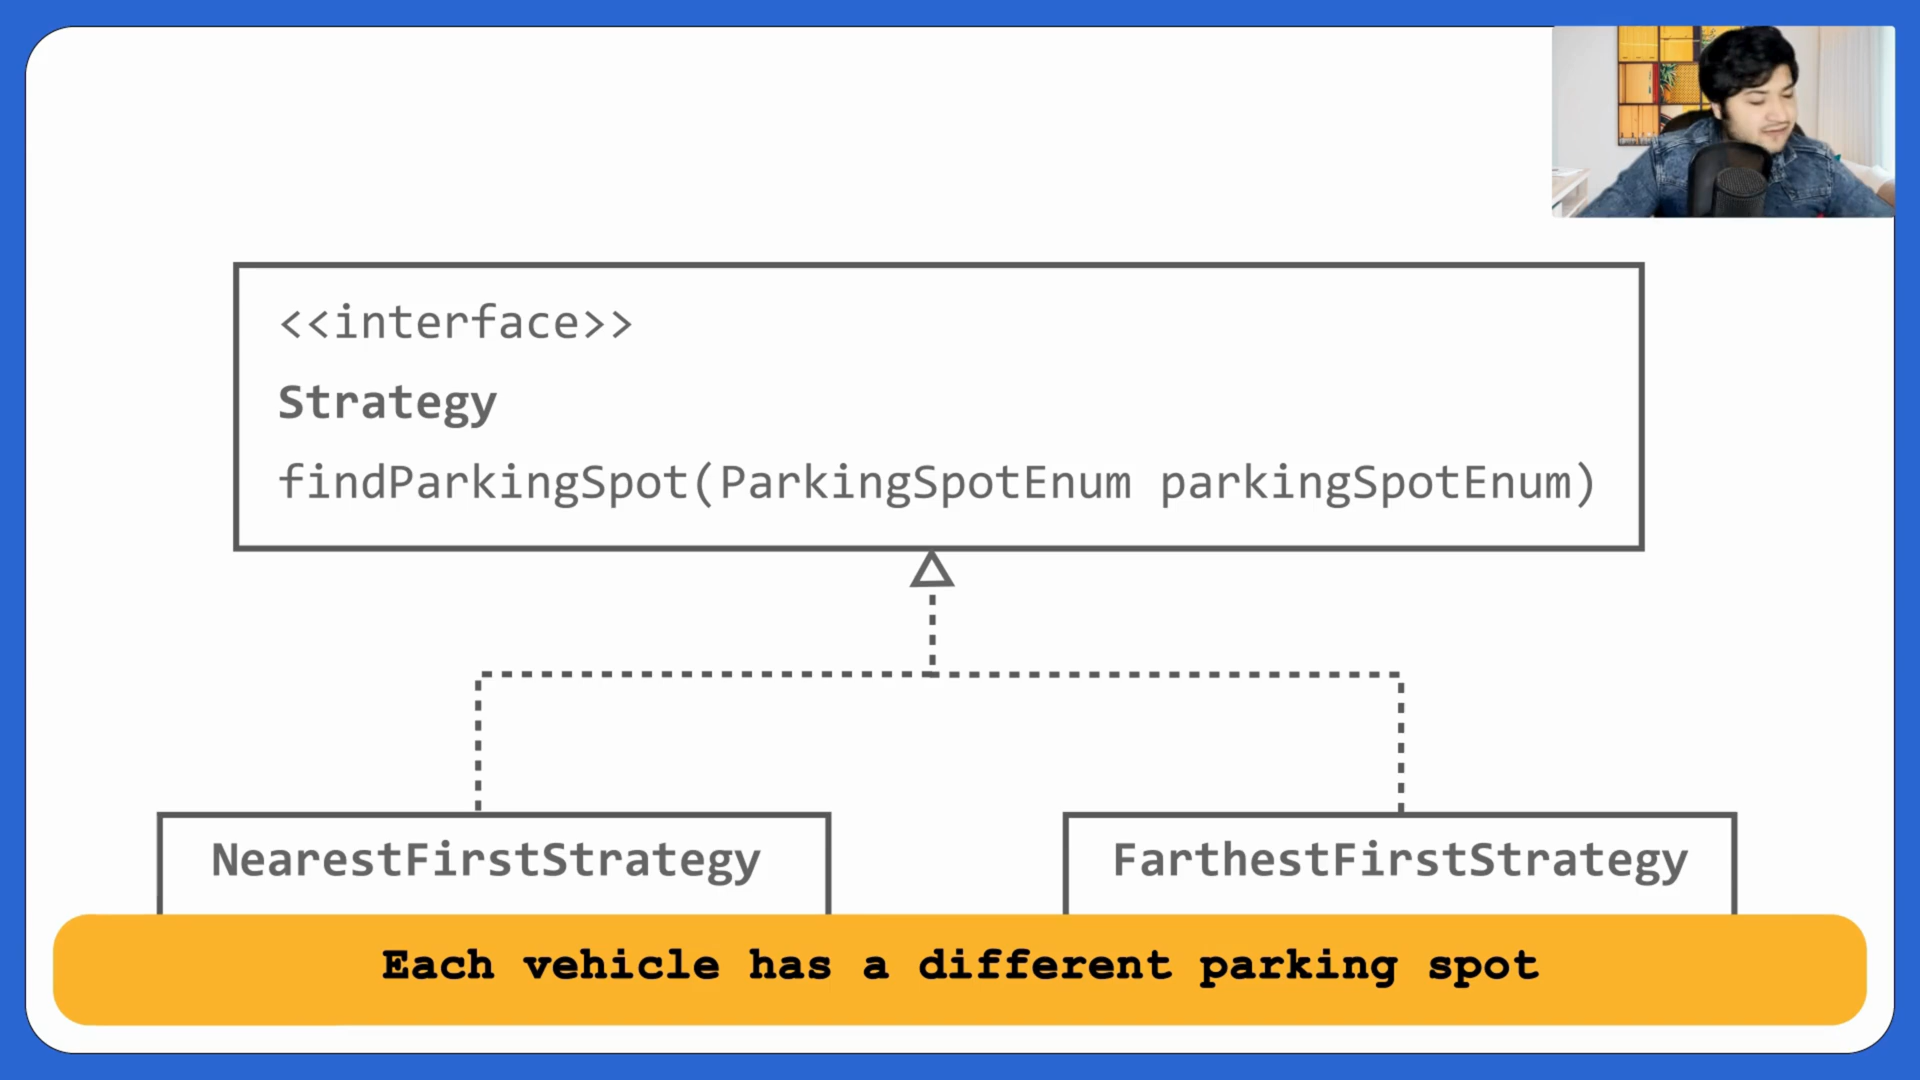 <<interface>>
Strategy
findParkingSpot(ParkingSpotEnum parkingSpotEnum)
NearestFirstStrategy
FarthestFirstStrategy
Each vehicle has a different parking spot